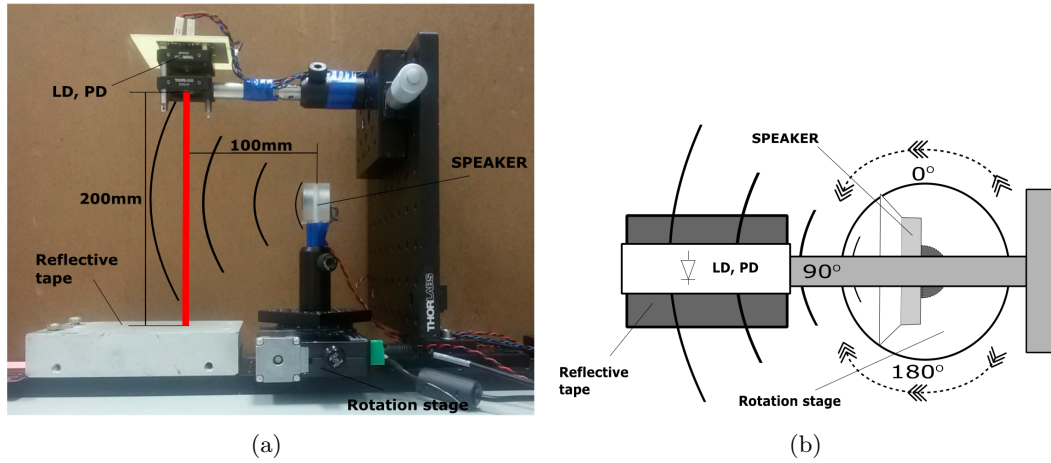 LD, PD
100mm
SPEAKER
200mm
Reflective
tape
THORLABS
Rotation stage
(a)
SPEAKER
0°
LD, PD
90°
180°
Reflective
tape
Rotation stage
(b)